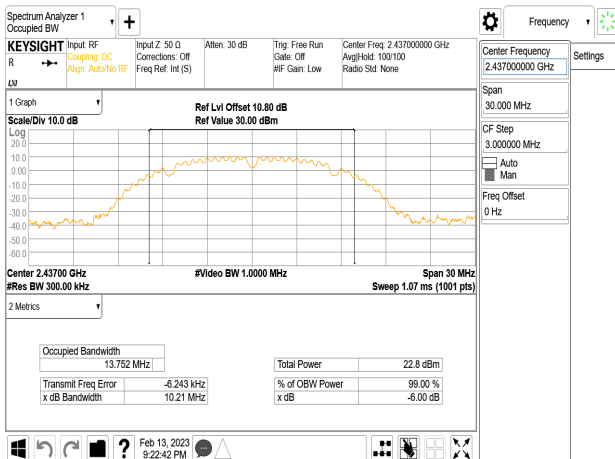 Spectrum Analyzer 1
Occupied BW
+
Frequency
KEYSIGHT
R
LXI
Input: RF
Coupling: DC
Align: Auto/No RF
Input Z: 50 Ω
Corrections: Off
Freq Ref: Int (S)
Atten: 30 dB
Trig: Free Run
Gate: Off
#IF Gain: Low
Center Freq: 2.437000000 GHz
Avg|Hold: 100/100
Radio Std: None
Center Frequency
2.437000000 GHz
Settings
Span
30.000 MHz
CF Step
3.000000 MHz
Auto
Man
Freq Offset
0 Hz
1 Graph
Scale/Div 10.0 dB
Ref Lvl Offset 10.80 dB
Ref Value 30.00 dBm
Log
20.0
10.0
0.00
-10.0
-20.0
-30.0
-40.0
-50.0
-60.0
Center 2.43700 GHz
#Video BW 1.0000 MHz
Span 30 MHz
#Res BW 300.00 kHz
Sweep 1.07 ms (1001 pts)
2 Metrics
Occupied Bandwidth
13.752 MHz
Total Power 22.8 dBm
Transmit Freq Error -6.243 kHz
% of OBW Power 99.00 %
x dB Bandwidth 10.21 MHz
x dB -6.00 dB
?
Feb 13, 2023
9:22:42 PM